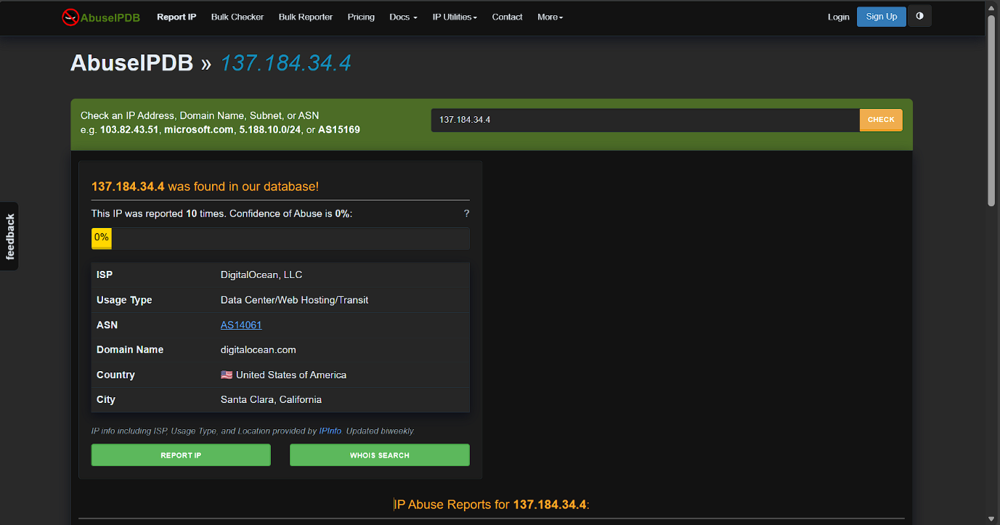 AbuseIPDB Report IP Bulk Checker Bulk Reporter Pricing Docs IP Utilities Contact More Login Sign Up
AbuseIPDB » 137.184.34.4
Check an IP Address, Domain Name, Subnet, or ASN
e.g. 103.82.43.51, microsoft.com, 5.188.10.0/24, or AS15169
137.184.34.4 CHECK
137.184.34.4 was found in our database!
This IP was reported 10 times. Confidence of Abuse is 0%: ?
0%
ISP DigitalOcean, LLC
Usage Type Data Center/Web Hosting/Transit
ASN AS14061
Domain Name digitalocean.com
Country United States of America
City Santa Clara, California
IP info including ISP, Usage Type, and Location provided by IPInfo. Updated biweekly.
REPORT IP WHOIS SEARCH
IP Abuse Reports for 137.184.34.4:
feedback